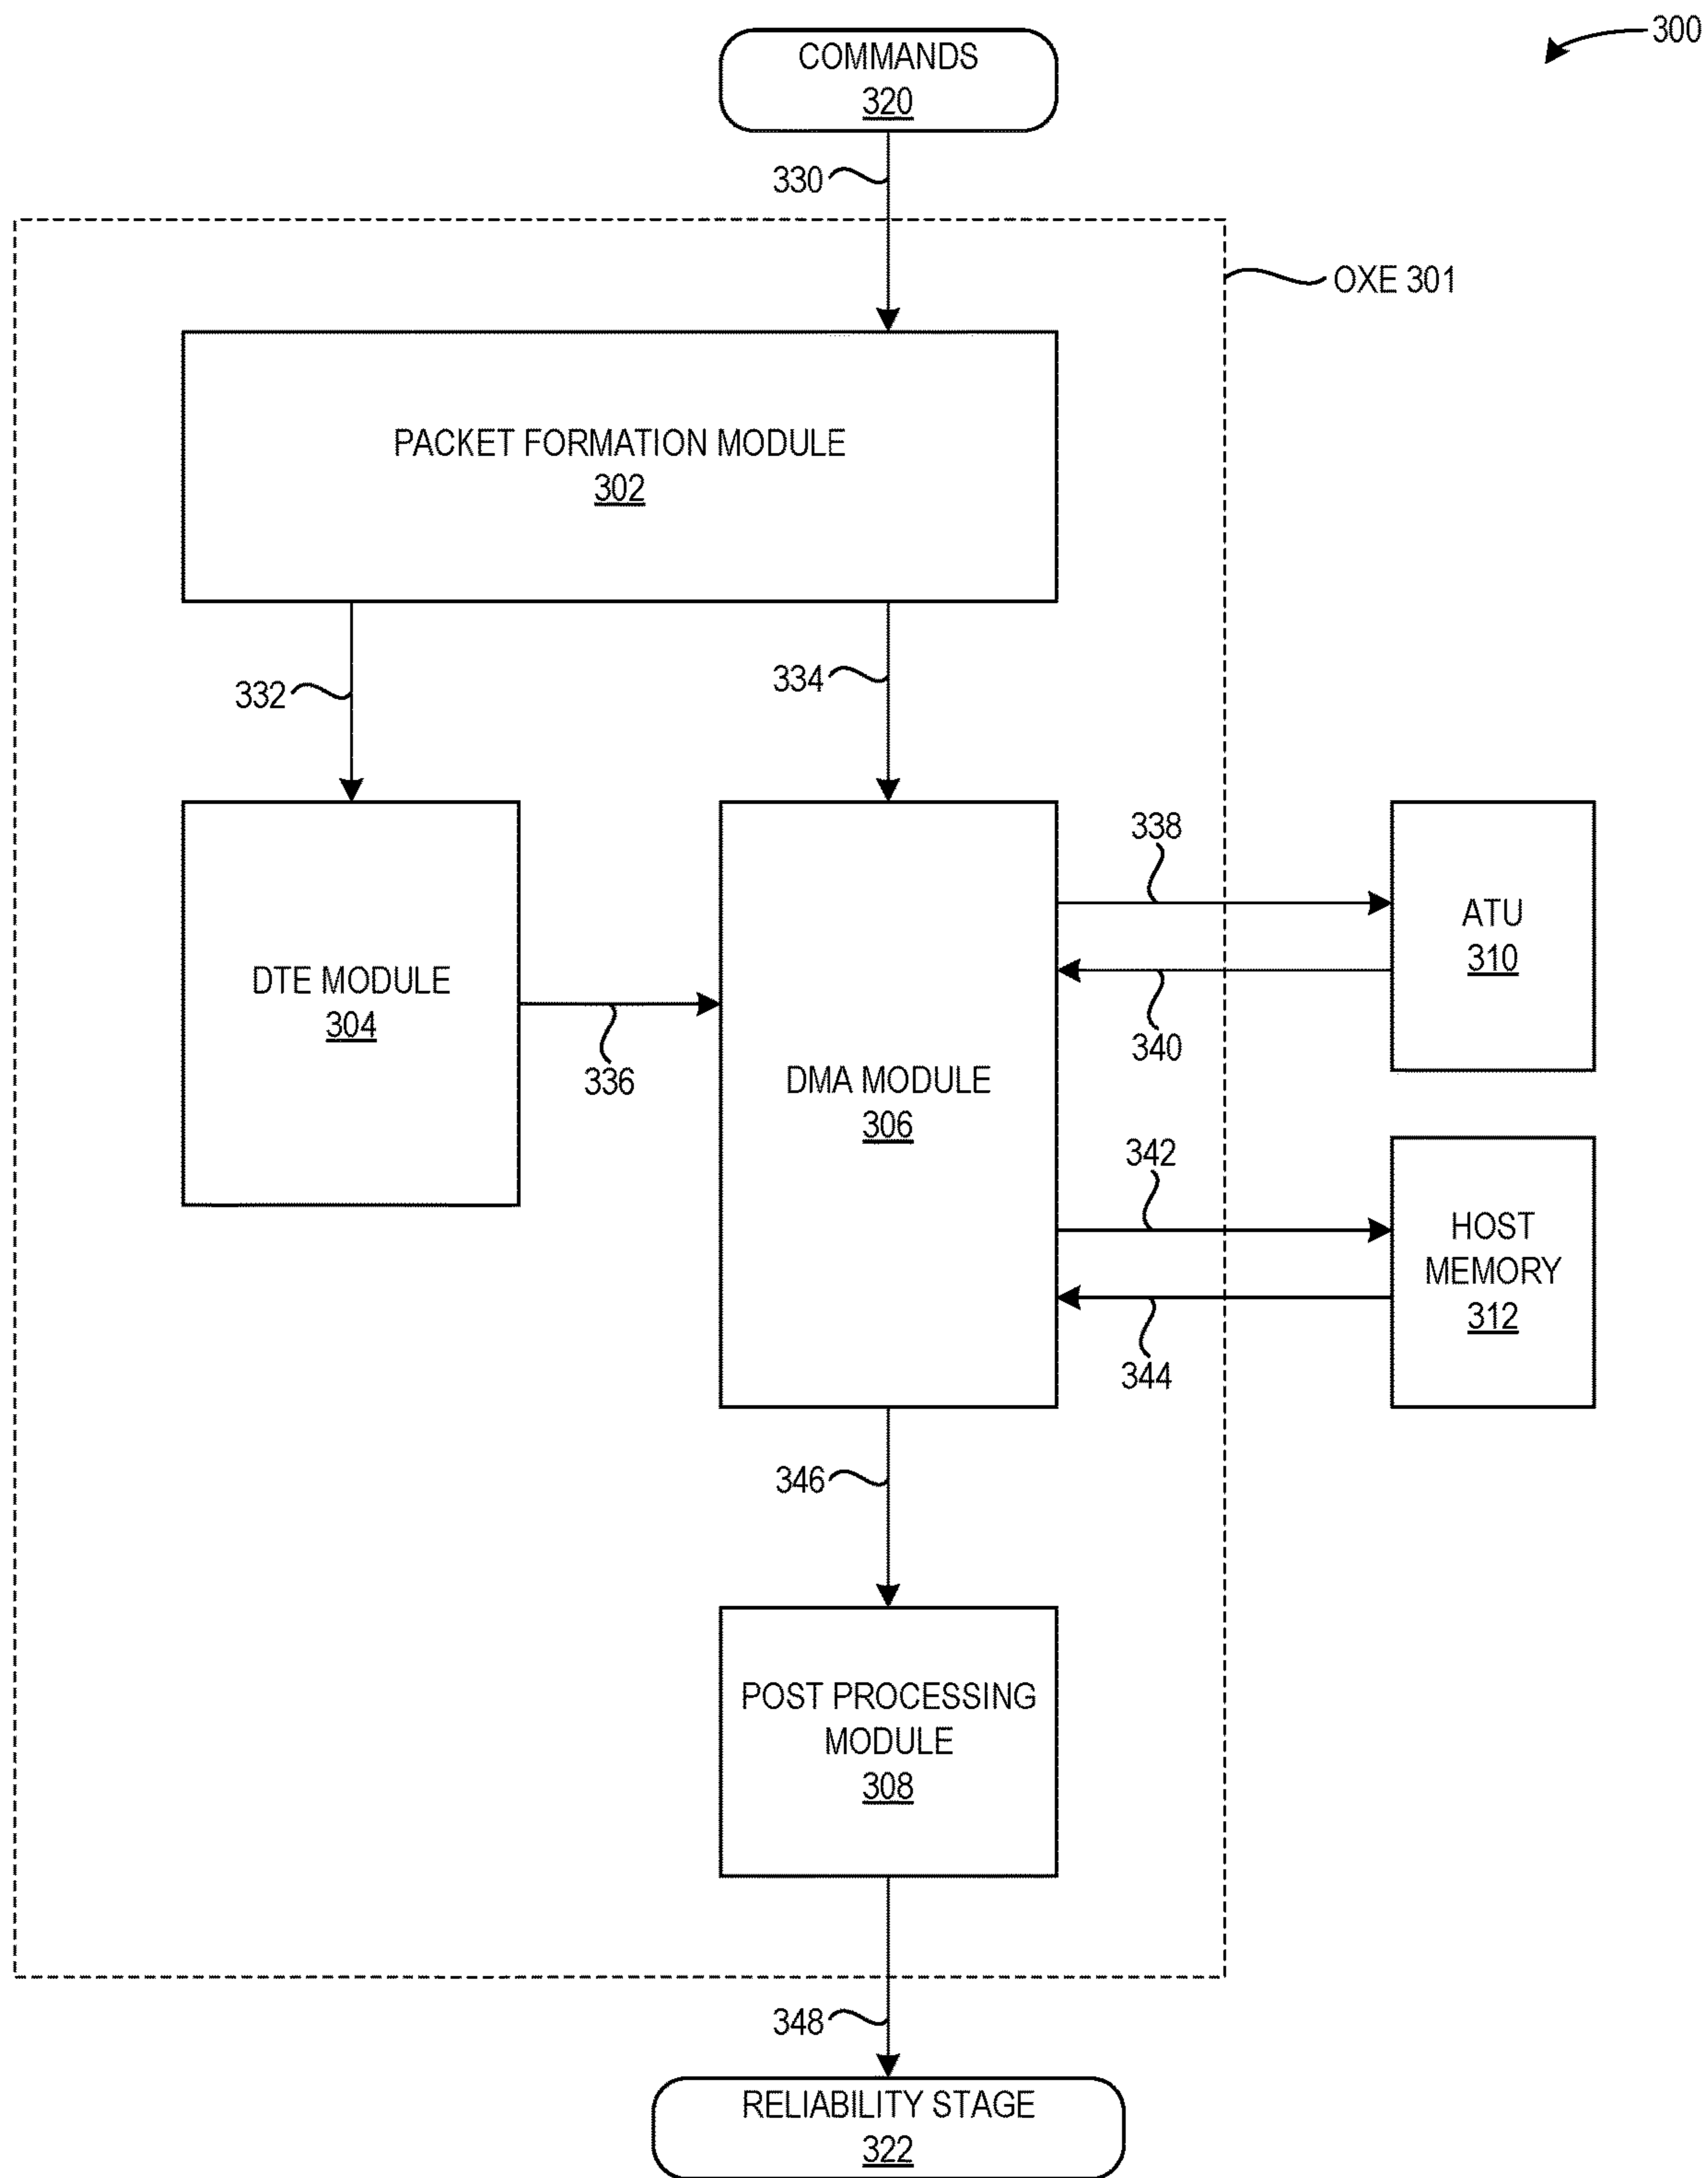 300
COMMANDS
320
330
OXE 301
PACKET FORMATION MODULE
302
332
334
DTE MODULE
304
336
DMA MODULE
306
338
340
ATU
310
342
344
HOST
MEMORY
312
346
POST PROCESSING
MODULE
308
348
RELIABILITY STAGE
322